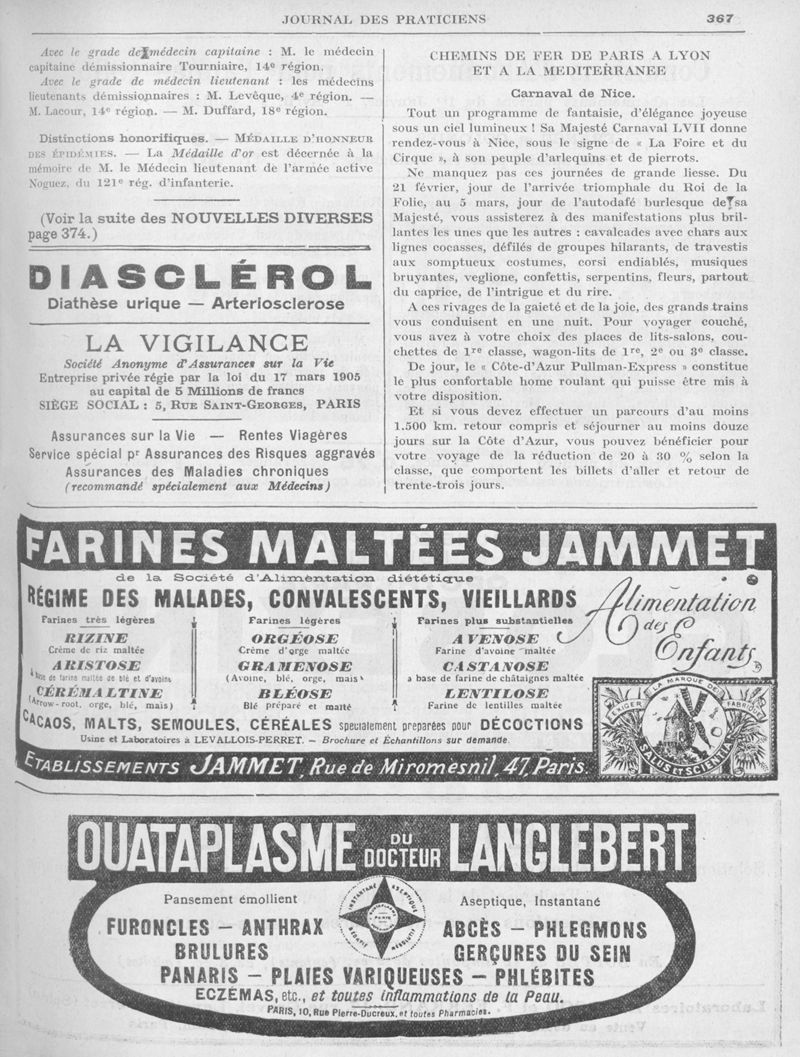 JOURNAL DES PRATICIENS 367
Avec le grade de médecin capitaine : M. le médecin
capitaine démissionnaire Tourniaire, 14e région.
Avec le grade de médecin lieutenant : les médecins
lieutenants démissionnaires : M. Levêque, 4e région. —
M. Lacour, 14e région. — M. Duffard, 18e région.
Distinctions honorifiques. — MÉDAILLE D'HONNEUR
DES ÉPIDÉMIES. — La Médaille d'or est décernée à la
mémoire de M. le Médecin lieutenant de l'armée active
Noguez, du 121e rég. d'infanterie.
(Voir la suite des NOUVELLES DIVERSES
page 374.)
DIASCLÉROL
Diathèse urique — Arteriosclerose
LA VIGILANCE
Société Anonyme d'Assurances sur la Vie
Entreprise privée régie par la loi du 17 mars 1905
au capital de 5 Millions de francs
SIÈGE SOCIAL : 5, RUE SAINT-GEORGES, PARIS
Assurances sur la Vie — Rentes Viagères
Service spécial pr Assurances des Risques aggravés
Assurances des Maladies chroniques
(recommandé spécialement aux Médecins)
CHEMINS DE FER DE PARIS A LYON
ET A LA MEDITERRANEE
Carnaval de Nice.
Tout un programme de fantaisie, d'élégance joyeuse
sous un ciel lumineux ! Sa Majesté Carnaval LVII donne
rendez-vous à Nice, sous le signe de « La Foire et du
Cirque », à son peuple d'arlequins et de pierrots.
Ne manquez pas ces journées de grande liesse. Du
21 février, jour de l'arrivée triomphale du Roi de la
Folie, au 5 mars, jour de l'autodafé burlesque de sa
Majesté, vous assisterez à des manifestations plus bril-
lantes les unes que les autres : cavalcades avec chars aux
lignes cocasses, défilés de groupes hilarants, de travestis
aux somptueux costumes, corsi endiablés, musiques
bruyantes, veglione, confettis, serpentins, fleurs, partout
du caprice, de l'intrigue et du rire.
A ces rivages de la gaieté et de la joie, des grands trains
vous conduisent en une nuit. Pour voyager couché,
vous avez à votre choix des places de lits-salons, cou-
chettes de 1re classe, wagon-lits de 1re, 2e ou 3e classe.
De jour, le « Côte-d'Azur Pullman-Express » constitue
le plus confortable home roulant qui puisse être mis à
votre disposition.
Et si vous devez effectuer un parcours d'au moins
1.500 km. retour compris et séjourner au moins douze
jours sur la Côte d'Azur, vous pouvez bénéficier pour
votre voyage de la réduction de 20 à 30 % selon la
classe, que comportent les billets d'aller et retour de
trente-trois jours.
FARINES MALTÉES JAMMET
de la Société d'Alimentation diététique
RÉGIME DES MALADES, CONVALESCENTS, VIEILLARDS
Alimentation
des
Enfants
Farines très légères
RIZINE
Crème de riz maltée
ARISTOSE
à base de farine maltée de blé et d'avoine
CÉRÉMALTINE
(Arrow-root, orge, blé, maïs)
Farines légères
ORGÉOSE
Crème d'orge maltée
GRAMENOSE
(Avoine, blé, orge, maïs)
BLÉOSE
Blé préparé et malté
Farines plus substantielles
AVENOSE
Farine d'avoine maltée
CASTANOSE
a base de farine de châtaignes maltée
LENTILOSE
Farine de lentilles maltée
CACAOS, MALTS, SEMOULES, CÉRÉALES specialement preparées pour DÉCOCTIONS
Usine et Laboratoires à LEVALLOIS-PERRET. — Brochure et Échantillons sur demande.
ÉTABLISSEMENTS JAMMET, Rue de Miromesnil, 47, Paris.
EXIGER LA MARQUE DE FABRIQUE
SALUS ET SCIENTIA
OUATAPLASME DU DOCTEUR LANGLEBERT
Pansement émollient
Aseptique, Instantané
INSTANTANÉ ASEPTIQUE
FURONCLES — ANTHRAX
BRULURES
ABCÈS — PHLEGMONS
GERÇURES DU SEIN
PANARIS — PLAIES VARIQUEUSES — PHLÉBITES
ECZÉMAS, etc., et toutes inflammations de la Peau.
PARIS, 10, Rue Pierre-Ducreux, et toutes Pharmacies.